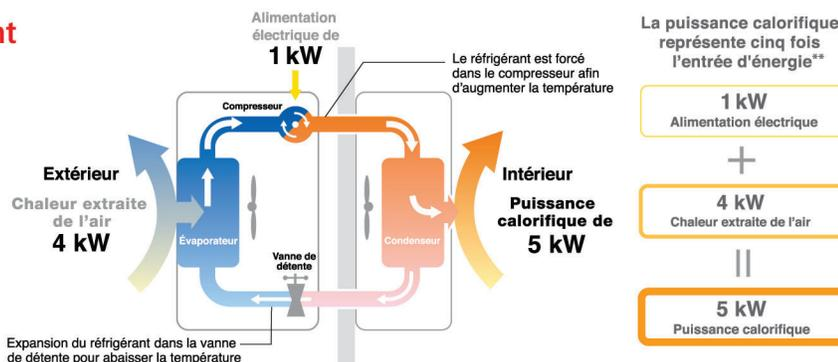 nt
Alimentation
électrique de
1 kW
Compresseur
Le réfrigérant est forcé
dans le compresseur afin
d'augmenter la température
Extérieur
Chaleur extraite
de l'air
4 kW
Évaporateur
Vanne de
détente
Condenseur
Intérieur
Puissance
calorifique de
5 kW
Expansion du réfrigérant dans la vanne
de détente pour abaisser la température
La puissance calorifique
représente cinq fois
l'entrée d'énergie**
1 kW
Alimentation électrique
+
4 kW
Chaleur extraite de l'air
=
5 kW
Puissance calorifique